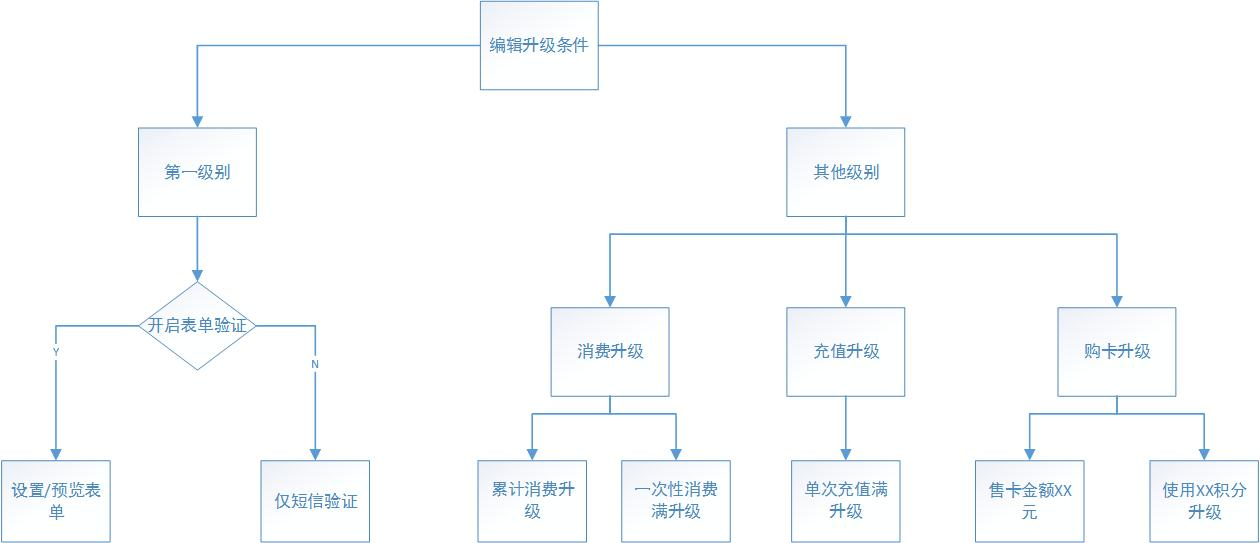 编辑升级条件
第一级别
其他级别
开启表单验证
Y
N
消费升级
充值升级
购卡升级
设置/预览表
单
仅短信验证
累计消费升
级
一次性消费
满升级
单次充值满
升级
售卡金额XX
元
使用XX积分
升级